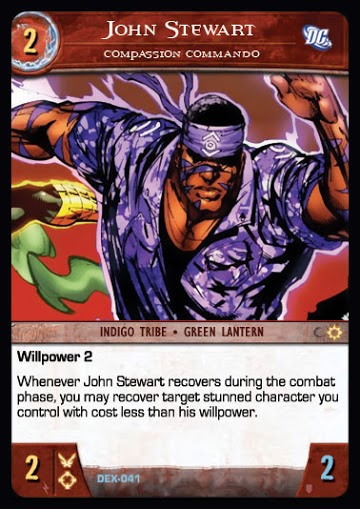 2
John Stewart
Compassion Commando
DC
INDIGO TRIBE • GREEN LANTERN
Willpower 2
Whenever John Stewart recovers during the combat
phase, you may recover target stunned character you
control with cost less than his willpower.
2
DEX-041
2